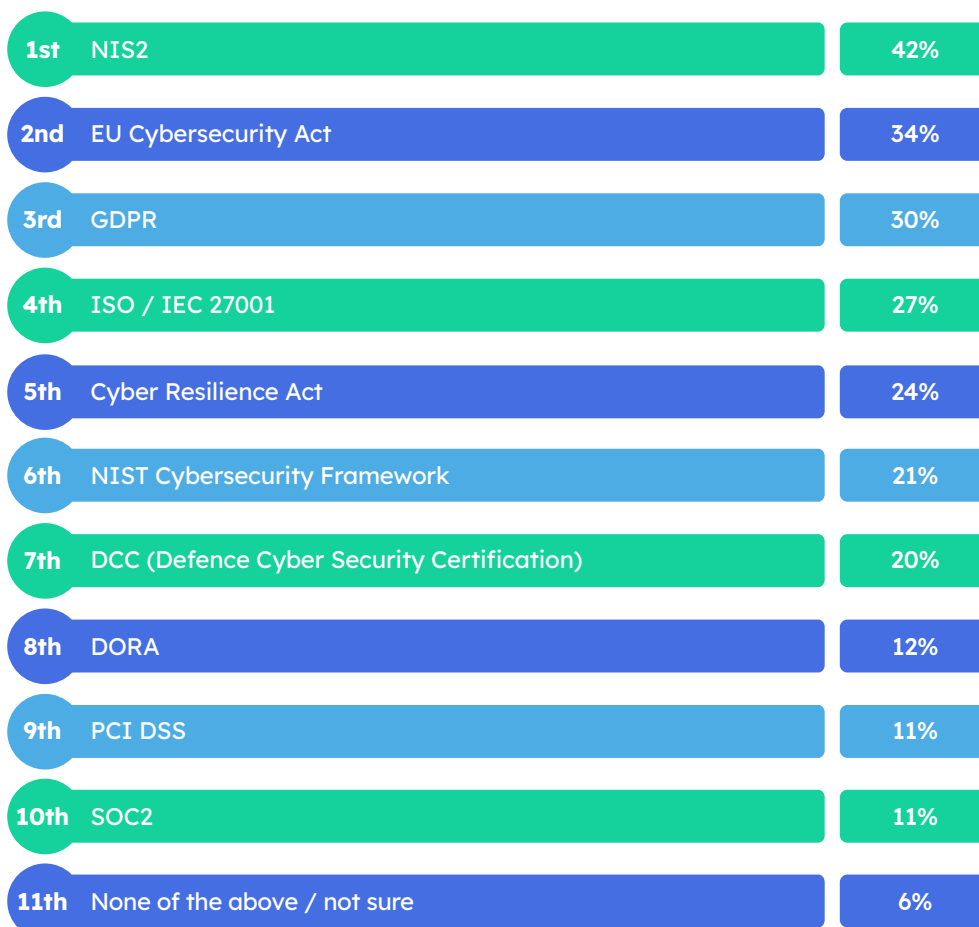 1st NIS2 42%
2nd EU Cybersecurity Act 34%
3rd GDPR 30%
4th ISO / IEC 27001 27%
5th Cyber Resilience Act 24%
6th NIST Cybersecurity Framework 21%
7th DCC (Defence Cyber Security Certification) 20%
8th DORA 12%
9th PCI DSS 11%
10th SOC2 11%
11th None of the above / not sure 6%